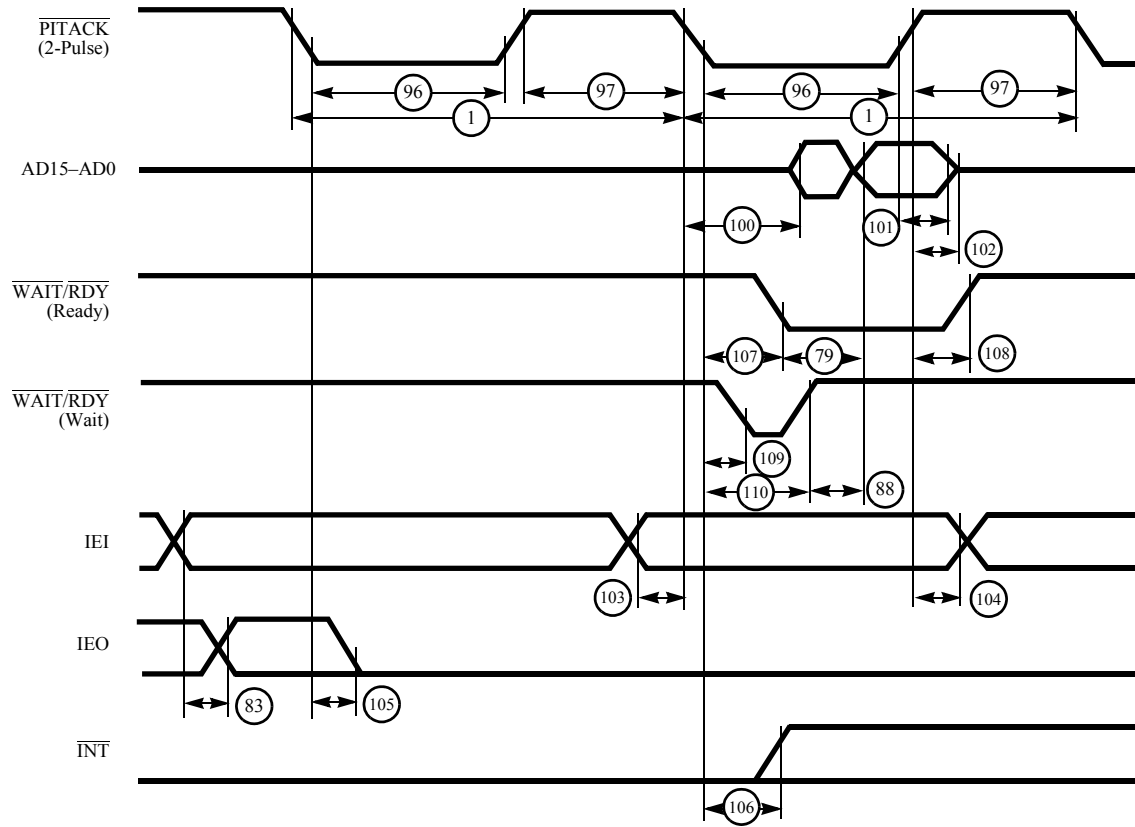 PITACK
(2-Pulse)
96
97
96
97
1
1
AD15–AD0
100
101
102
WAIT/RDY
(Ready)
107
79
108
WAIT/RDY
(Wait)
109
110
88
IEI
103
104
IEO
83
105
INT
106